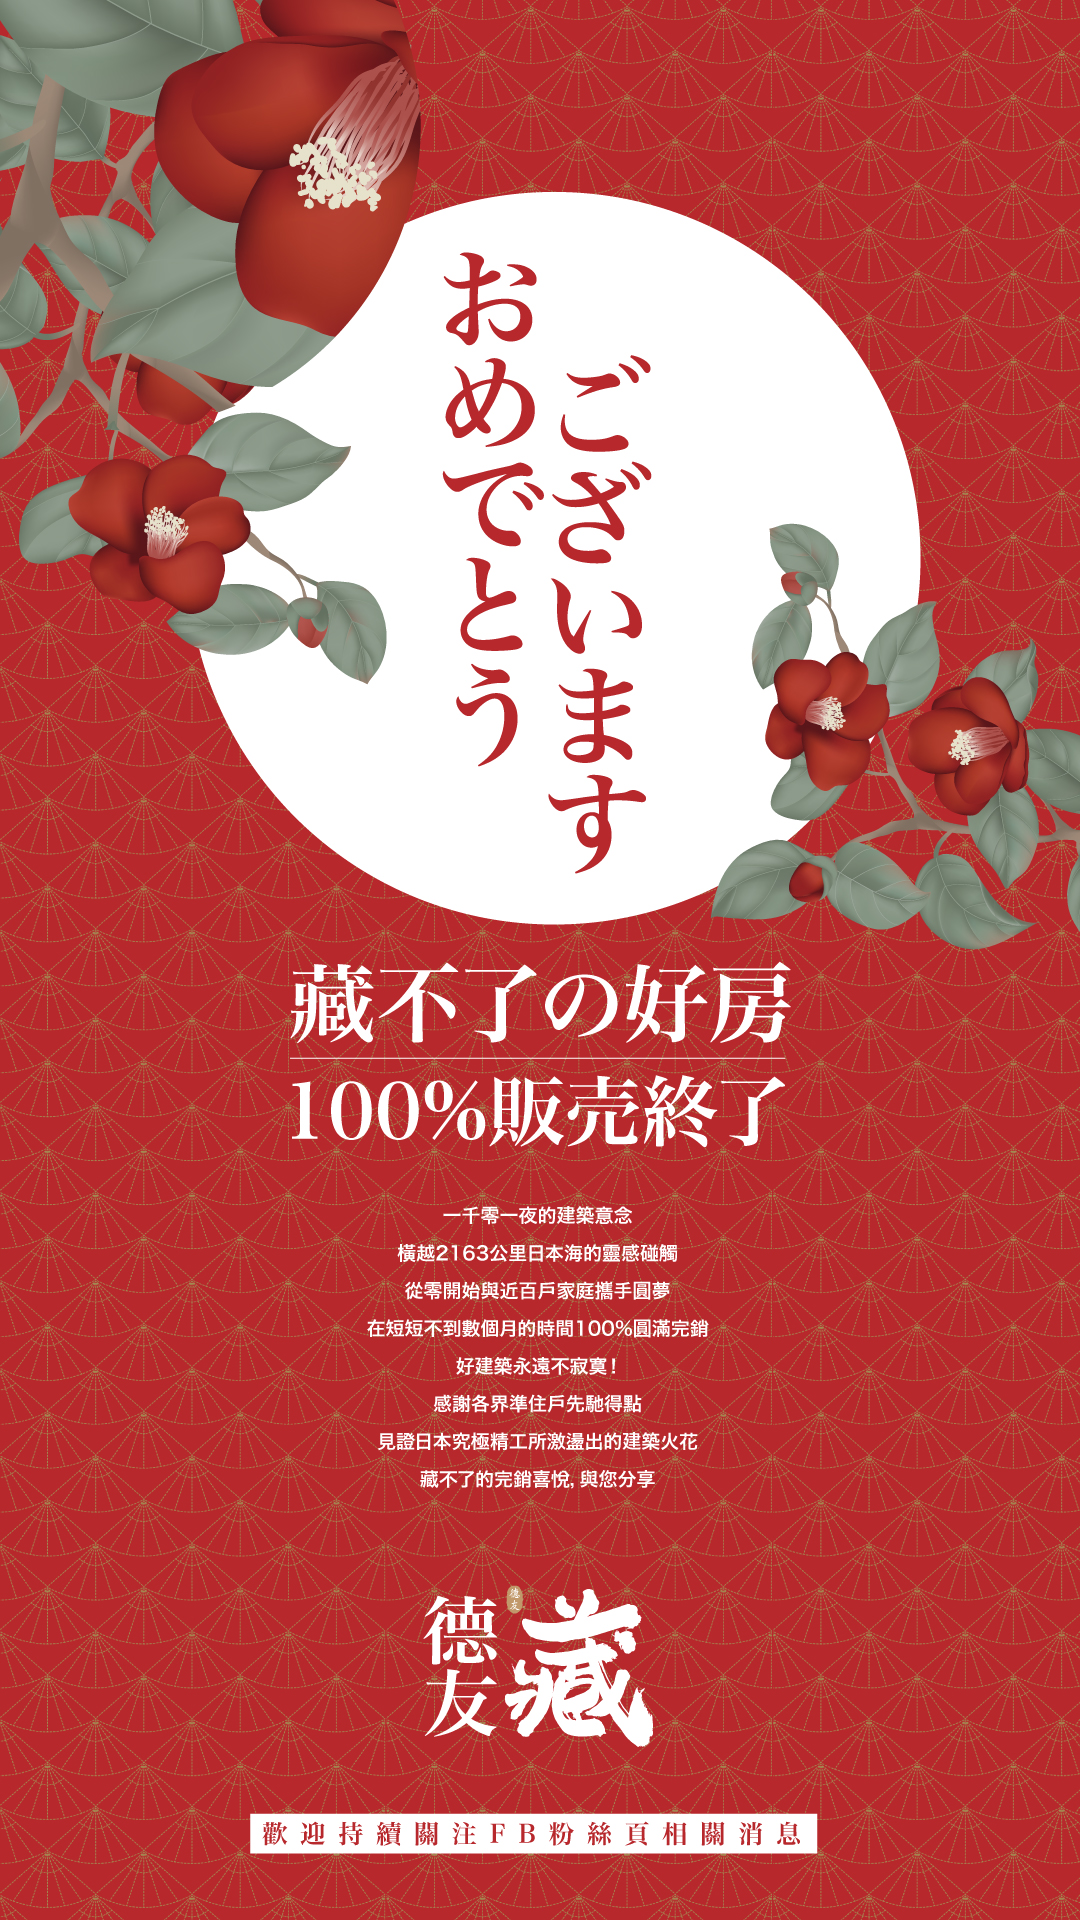 おめでとう
ございます
藏不了の好房
100%販売終了
一千零一夜的建築意念
橫越2163公里日本海的靈感碰觸
從零開始與近百戶家庭攜手圓夢
在短短不到數個月的時間100%圓滿完銷
好建築永遠不寂寞！
感謝各界準住戶先馳得點
見證日本究極精工所激盪出的建築火花
藏不了的完銷喜悅，與您分享
德友
德友
藏
歡迎持續關注FB粉絲頁相關消息